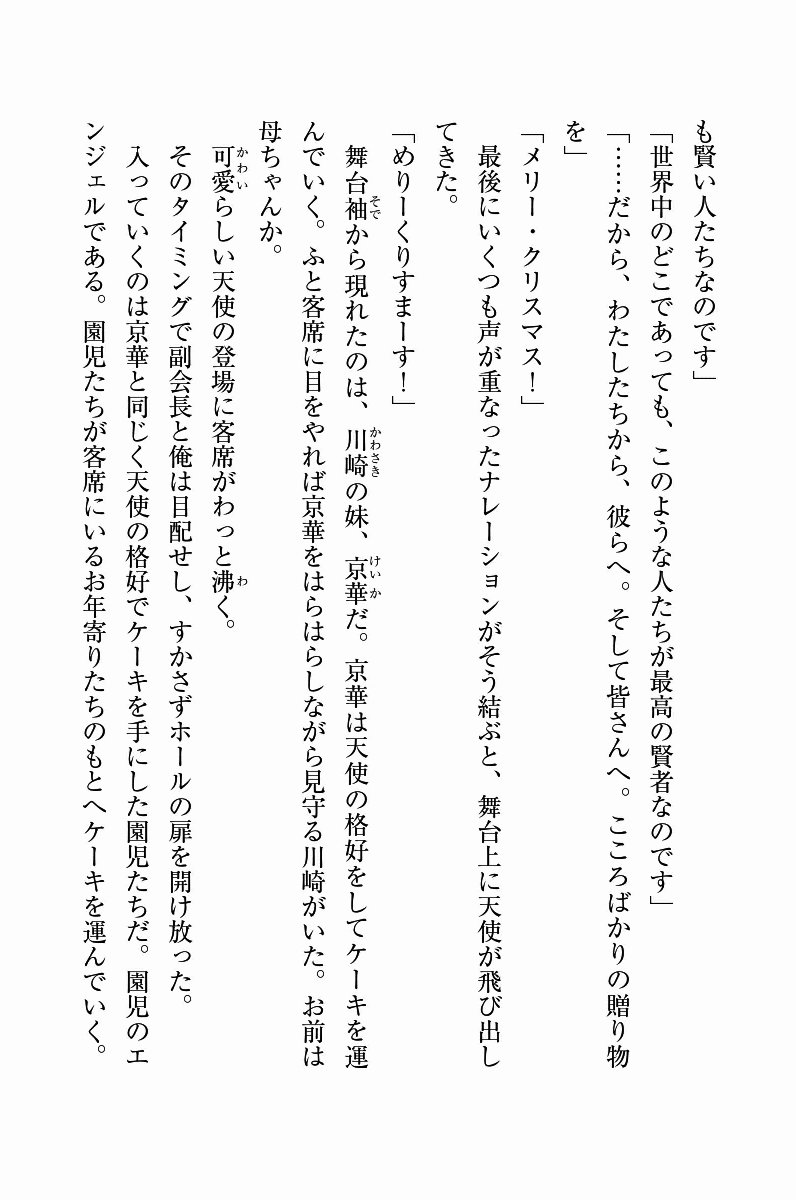 も賢い人たちなのです」
「世界中のどこであっても、このような人たちが最高の賢者なのです」
「……だから、わたしたちから、彼らへ。そして皆さんへ。こころばかりの贈り物
を」
「メリー・クリスマス！」
最後にいくつも声が重なったナレーションがそう結ぶと、舞台上に天使が飛び出し
てきた。
「めりーくりすまーす！」
舞台袖から現れたのは、川崎の妹、京華だ。京華は天使の格好をしてケーキを運
んでいく。ふと客席に目をやれば京華をはらはらしながら見守る川崎がいた。お前は
母ちゃんか。
可愛らしい天使の登場に客席がわっと沸く。
そのタイミングで副会長と俺は目配せし、すかさずホールの扉を開け放った。
入っていくのは京華と同じく天使の格好でケーキを手にした園児たちだ。園児のエ
ンジェルである。園児たちが客席にいるお年寄りたちのもとへケーキを運んでいく。